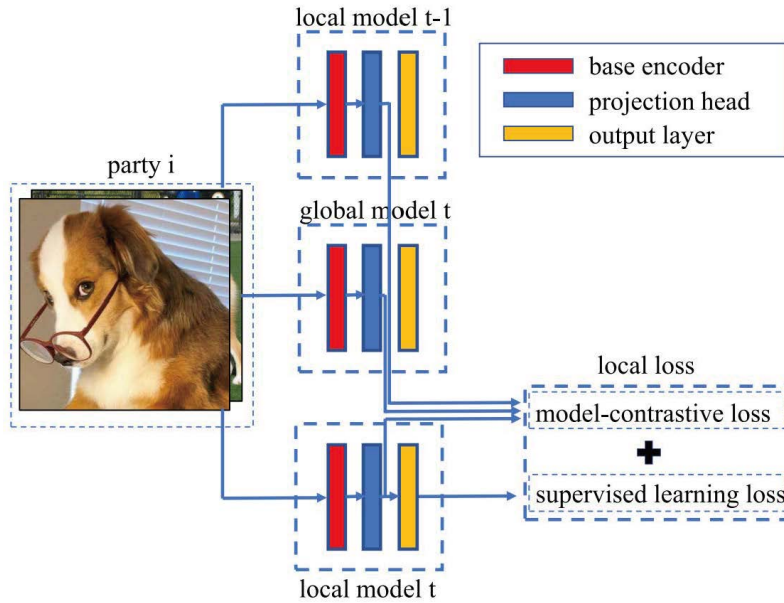 local model t-1
base encoder
projection head
output layer
party i
global model t
local loss
model-contrastive loss
supervised learning loss
local model t